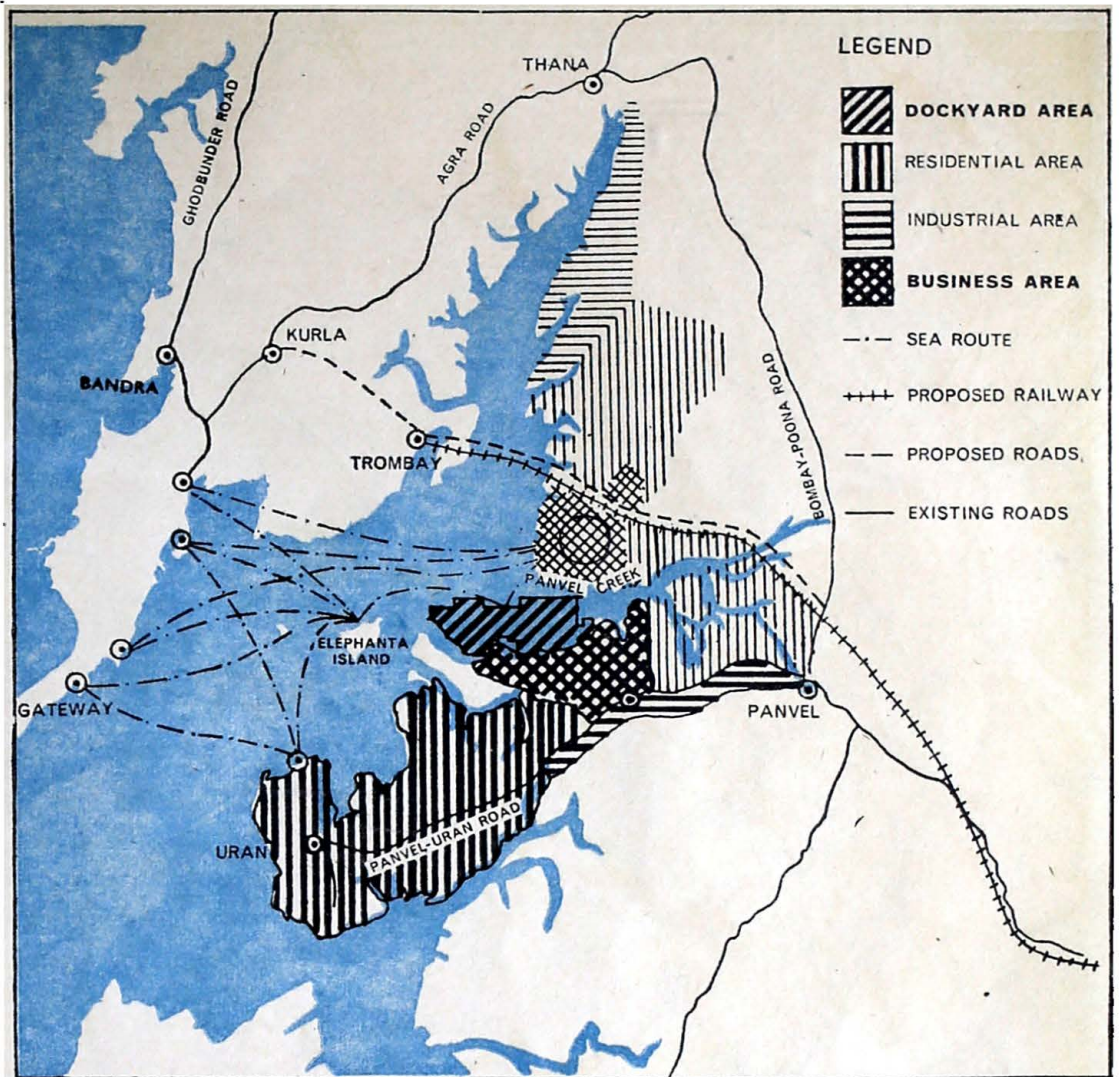 LEGEND
DOCKYARD AREA
RESIDENTIAL AREA
INDUSTRIAL AREA
BUSINESS AREA
SEA ROUTE
PROPOSED RAILWAY
PROPOSED ROADS
EXISTING ROADS
THANA
GHODBUNDER ROAD
AGRA ROAD
KURLA
BANDRA
BOMBAY-POONA ROAD
TROMBAY
PANVEL CREEK
ELEPHANTA
ISLAND
GATEWAY
PANVEL
URAN
PANVEL-URAN ROAD